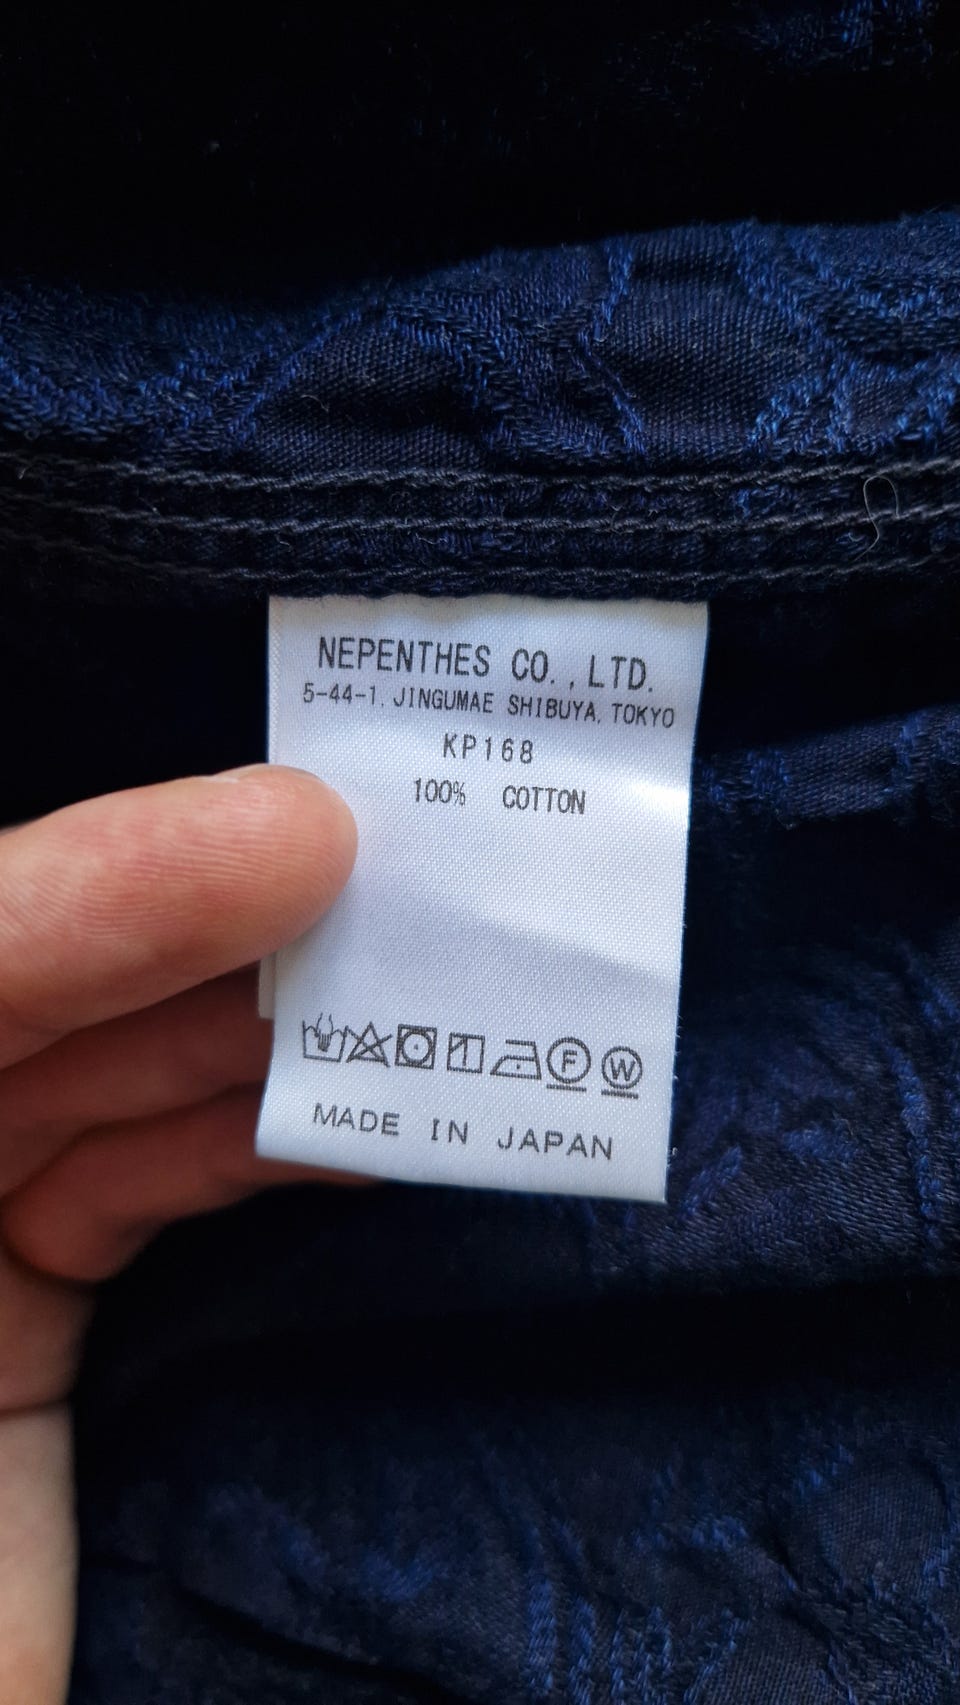 NEPENTHES CO.,LTD.
5-44-1, JINGUMAE SHIBUYA, TOKYO
KP168
100% COTTON
F W
MADE IN JAPAN